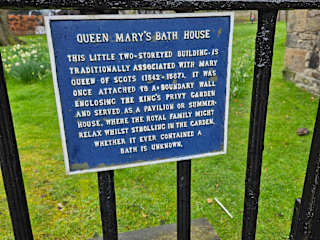 QUEEN MARY'S BATH HOUSE
THIS LITTLE TWO-STOREYED BUILDING IS
TRADITIONALLY ASSOCIATED WITH MARY
QUEEN OF SCOTS (1542-1587). IT WAS
ONCE ATTACHED TO A BOUNDARY WALL
ENCLOSING THE KING'S PRIVY GARDEN
AND SERVED AS A PAVILION OR SUMMER-
HOUSE, WHERE THE ROYAL FAMILY MIGHT
RELAX WHILST STROLLING IN THE GARDEN.
WHETHER IT EVER CONTAINED A
BATH IS UNKNOWN.